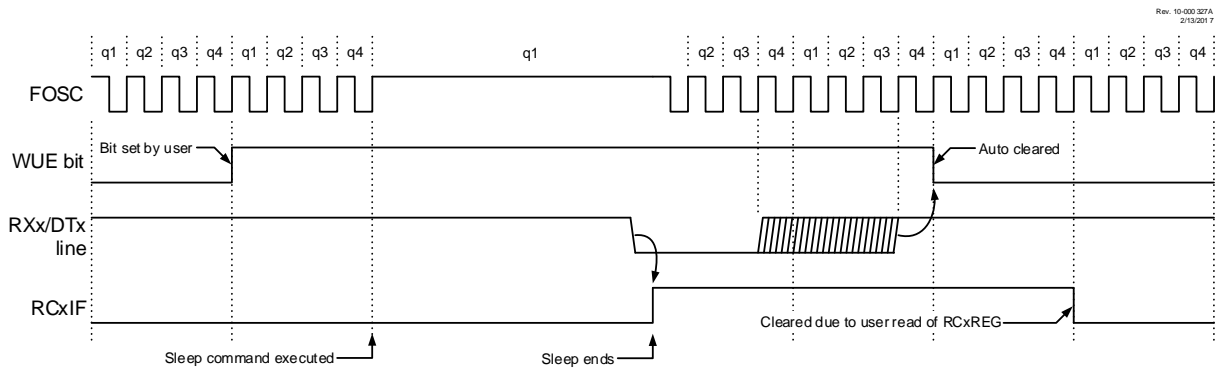 Rev. 10-000 327A
2/13/2017
q1 q2 q3 q4 q1 q2 q3 q4 q1 q2 q3 q4 q1 q2 q3 q4 q1 q2 q3 q4 q1 q2 q3 q4
FOSC
Bit set by user
Auto cleared
WUE bit
RXx/DTx
line
RCxIF
Cleared due to user read of RCxREG
Sleep command executed
Sleep ends